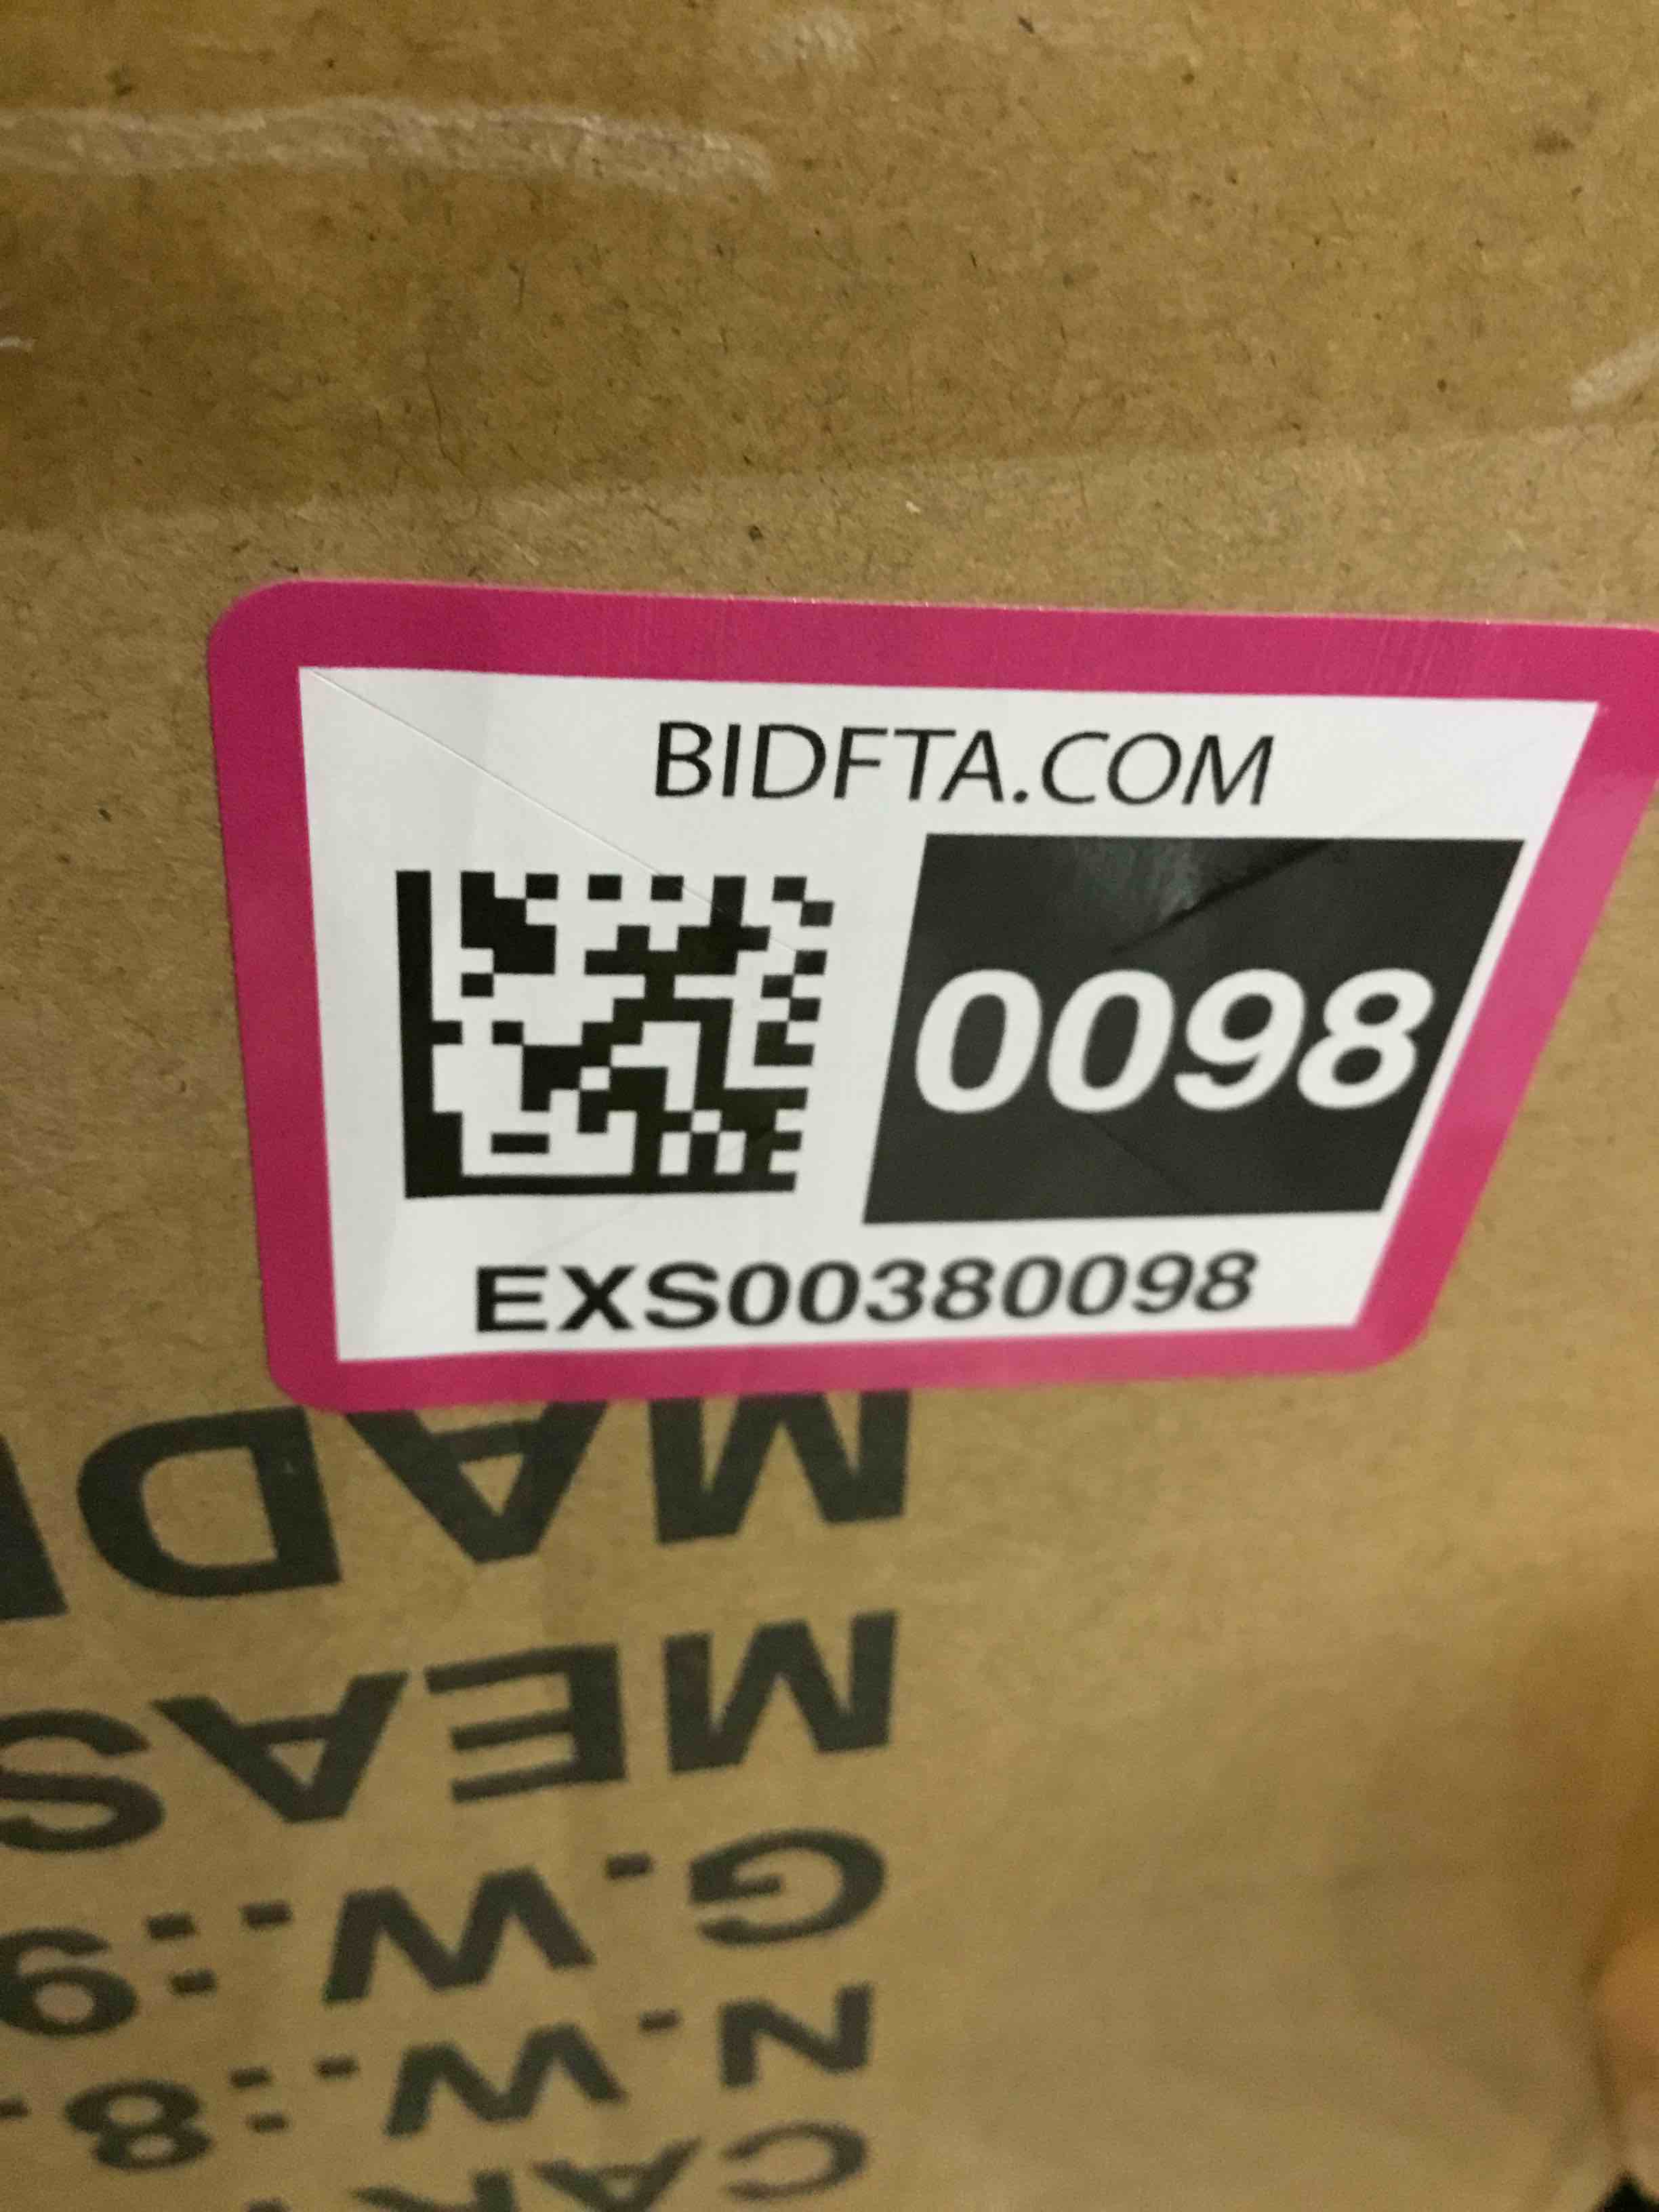 BIDFTA.COM
0098
EXS00380098
MAD
MEAS
G.W.:9
N.W.:8